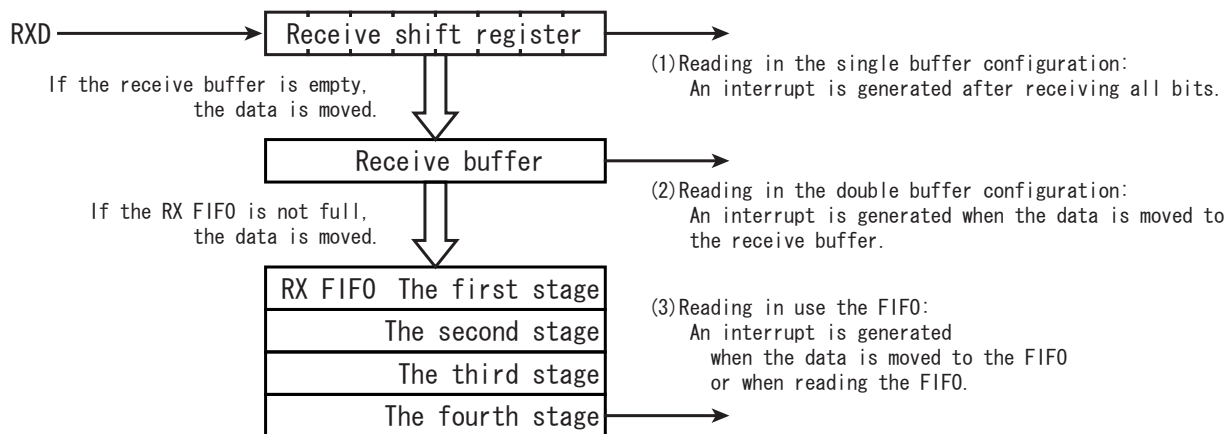 RXD
Receive shift register
(1)Reading in the single buffer configuration:
An interrupt is generated after receiving all bits.
If the receive buffer is empty,
the data is moved.
Receive buffer
(2)Reading in the double buffer configuration:
An interrupt is generated when the data is moved to
the receive buffer.
If the RX FIFO is not full,
the data is moved.
RX FIFO The first stage
The second stage
The third stage
The fourth stage
(3)Reading in use the FIFO:
An interrupt is generated
when the data is moved to the FIFO
or when reading the FIFO.